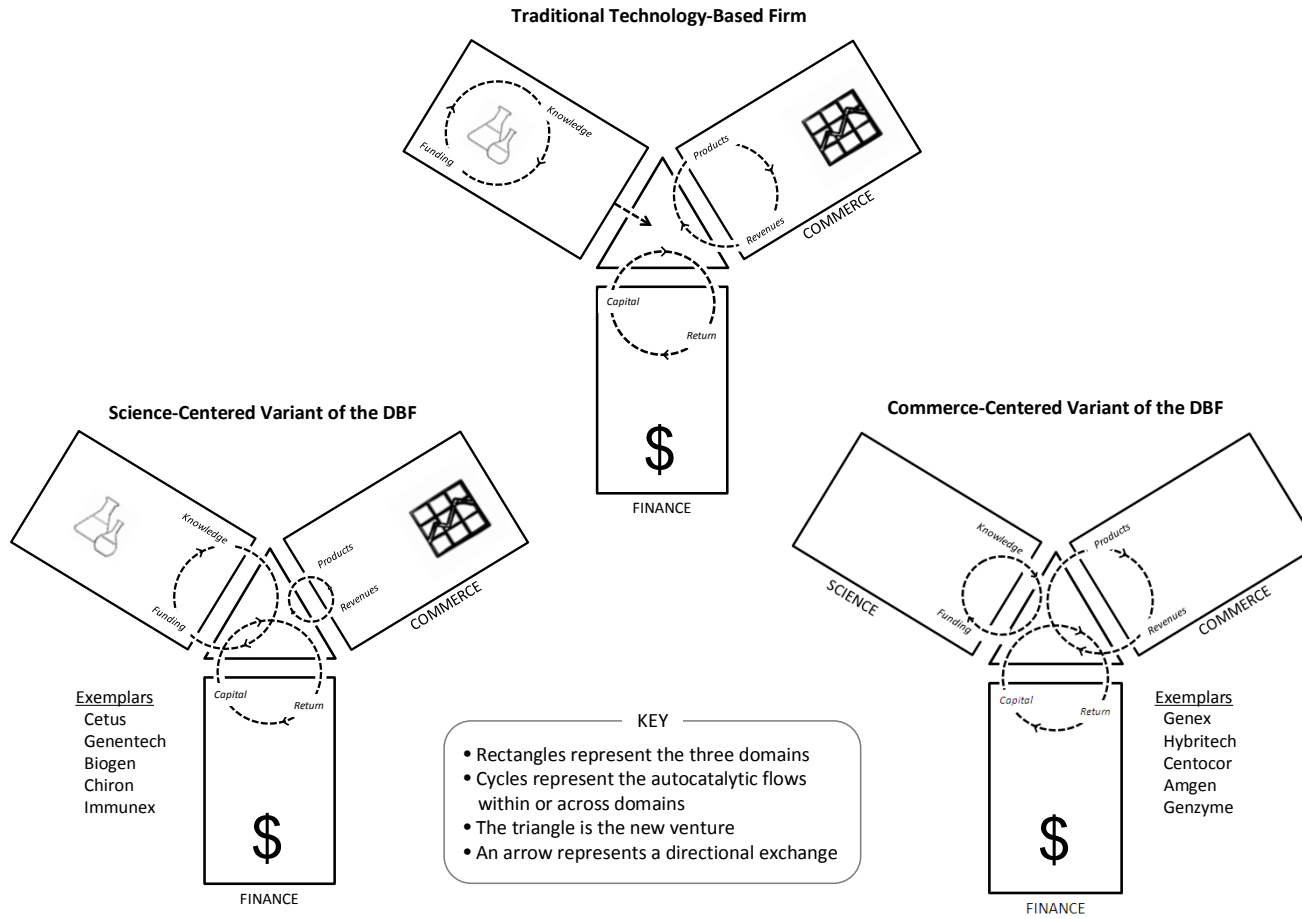 Traditional Technology-Based Firm
Knowledge
Funding
Products
Revenues
COMMERCE
Capital
Return
$
FINANCE
Science-Centered Variant of the DBF
Knowledge
Funding
Products
Revenues
COMMERCE
Capital
Return
$
FINANCE
Exemplars
Cetus
Genentech
Biogen
Chiron
Immunex
KEY
• Rectangles represent the three domains
• Cycles represent the autocatalytic flows
within or across domains
• The triangle is the new venture
• An arrow represents a directional exchange
Commerce-Centered Variant of the DBF
Knowledge
Funding
SCIENCE
Products
Revenues
COMMERCE
Capital
Return
$
FINANCE
Exemplars
Genex
Hybritech
Centocor
Amgen
Genzyme